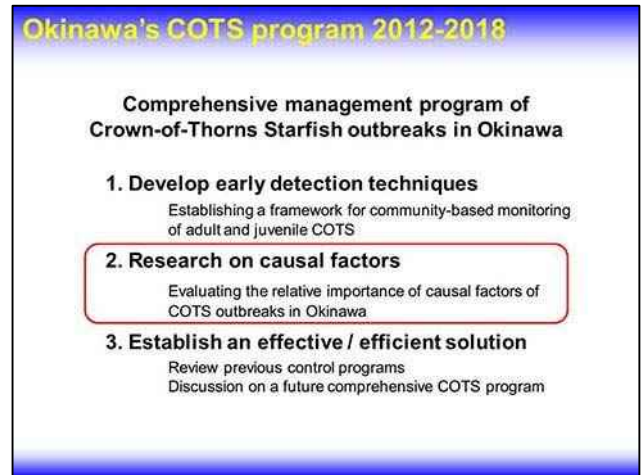 Okinawa's COTS program 2012-2018
Comprehensive management program of
Crown-of-Thorns Starfish outbreaks in Okinawa
1. Develop early detection techniques
Establishing a framework for community-based monitoring
of adult and juvenile COTS
2. Research on causal factors
Evaluating the relative importance of causal factors of
COTS outbreaks in Okinawa
3. Establish an effective / efficient solution
Review previous control programs
Discussion on a future comprehensive COTS program